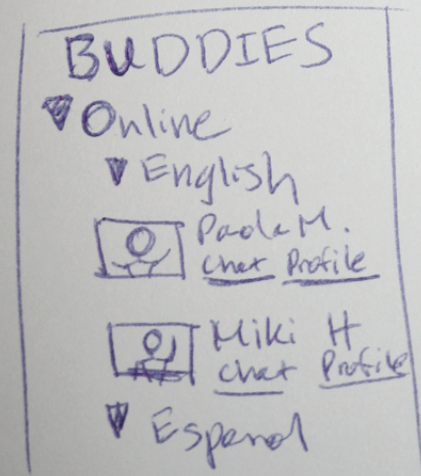 BUDDIES
Online
English
Paola M.
Chat Profile
Miki H
Chat Profile
Espanol